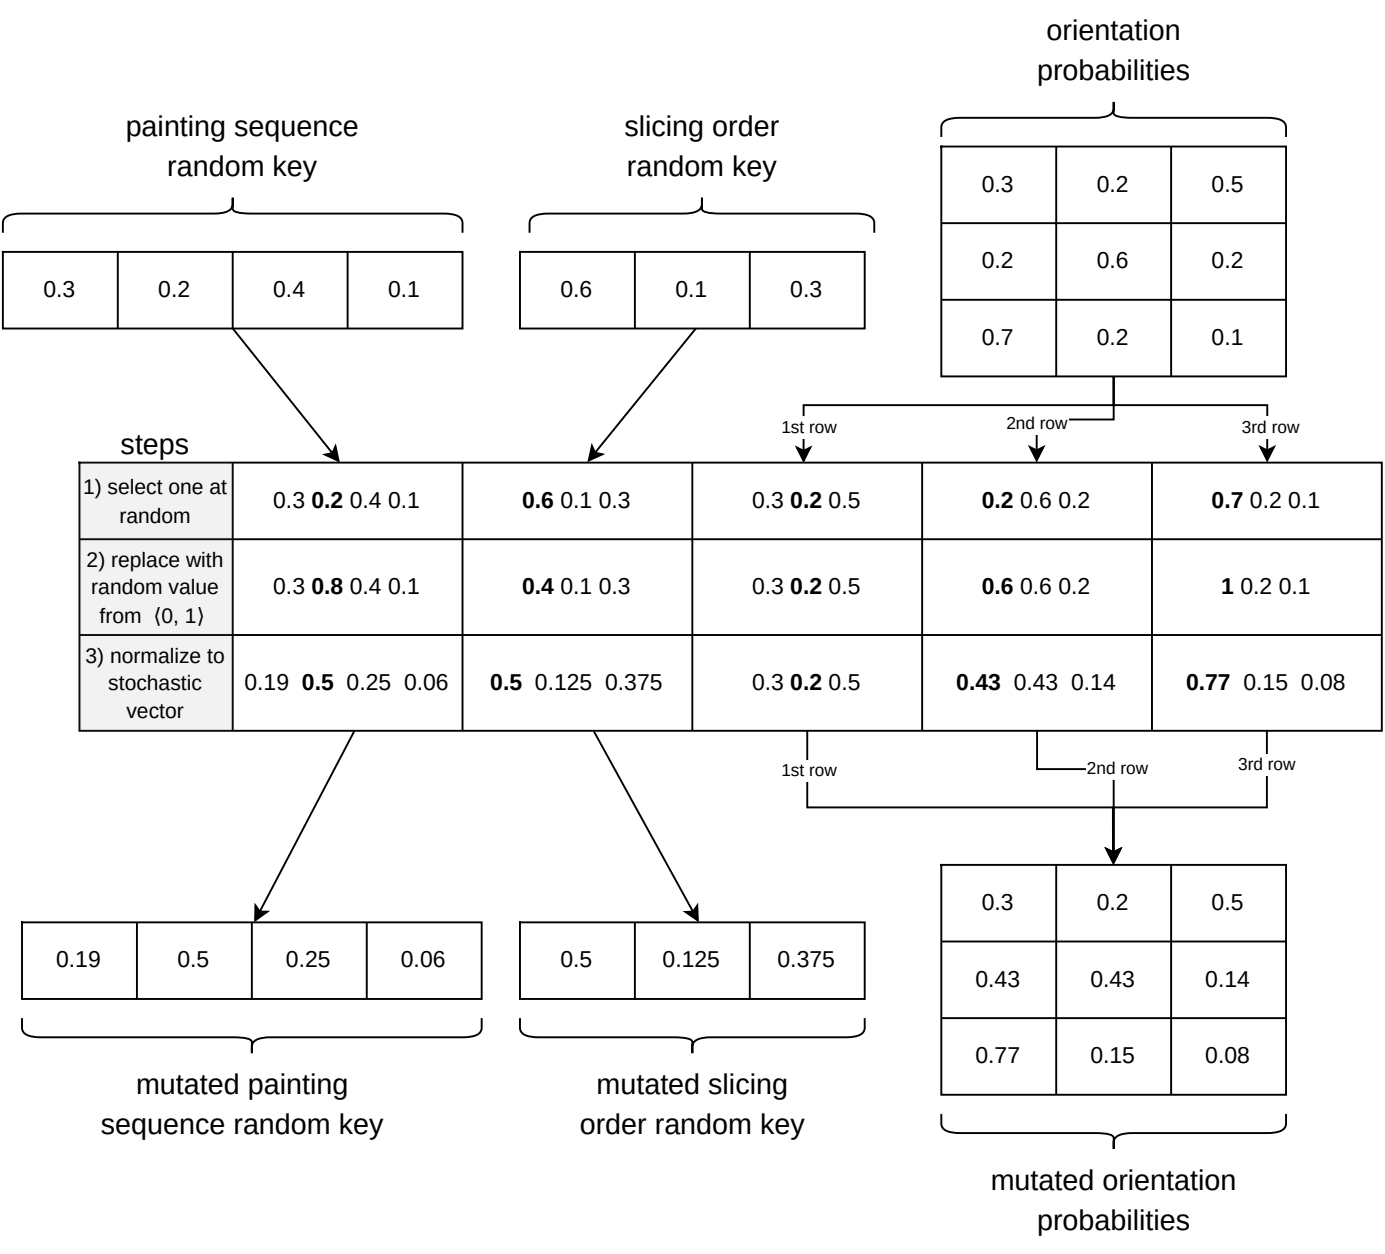 orientation
probabilities
painting sequence
random key
slicing order
random key
0.3 0.2 0.5
0.2 0.6 0.2
0.7 0.2 0.1
0.3 0.2 0.4 0.1
0.6 0.1 0.3
1st row 2nd row 3rd row
steps
1) select one at
random
0.3 0.2 0.4 0.1
0.6 0.1 0.3
0.3 0.2 0.5
0.2 0.6 0.2
0.7 0.2 0.1
2) replace with
random value
from ⟨0, 1⟩
0.3 0.8 0.4 0.1
0.4 0.1 0.3
0.3 0.2 0.5
0.6 0.6 0.2
1 0.2 0.1
3) normalize to
stochastic
vector
0.19 0.5 0.25 0.06
0.5 0.125 0.375
0.3 0.2 0.5
0.43 0.43 0.14
0.77 0.15 0.08
1st row 2nd row 3rd row
0.19 0.5 0.25 0.06
0.5 0.125 0.375
0.3 0.2 0.5
0.43 0.43 0.14
0.77 0.15 0.08
mutated painting
sequence random key
mutated slicing
order random key
mutated orientation
probabilities